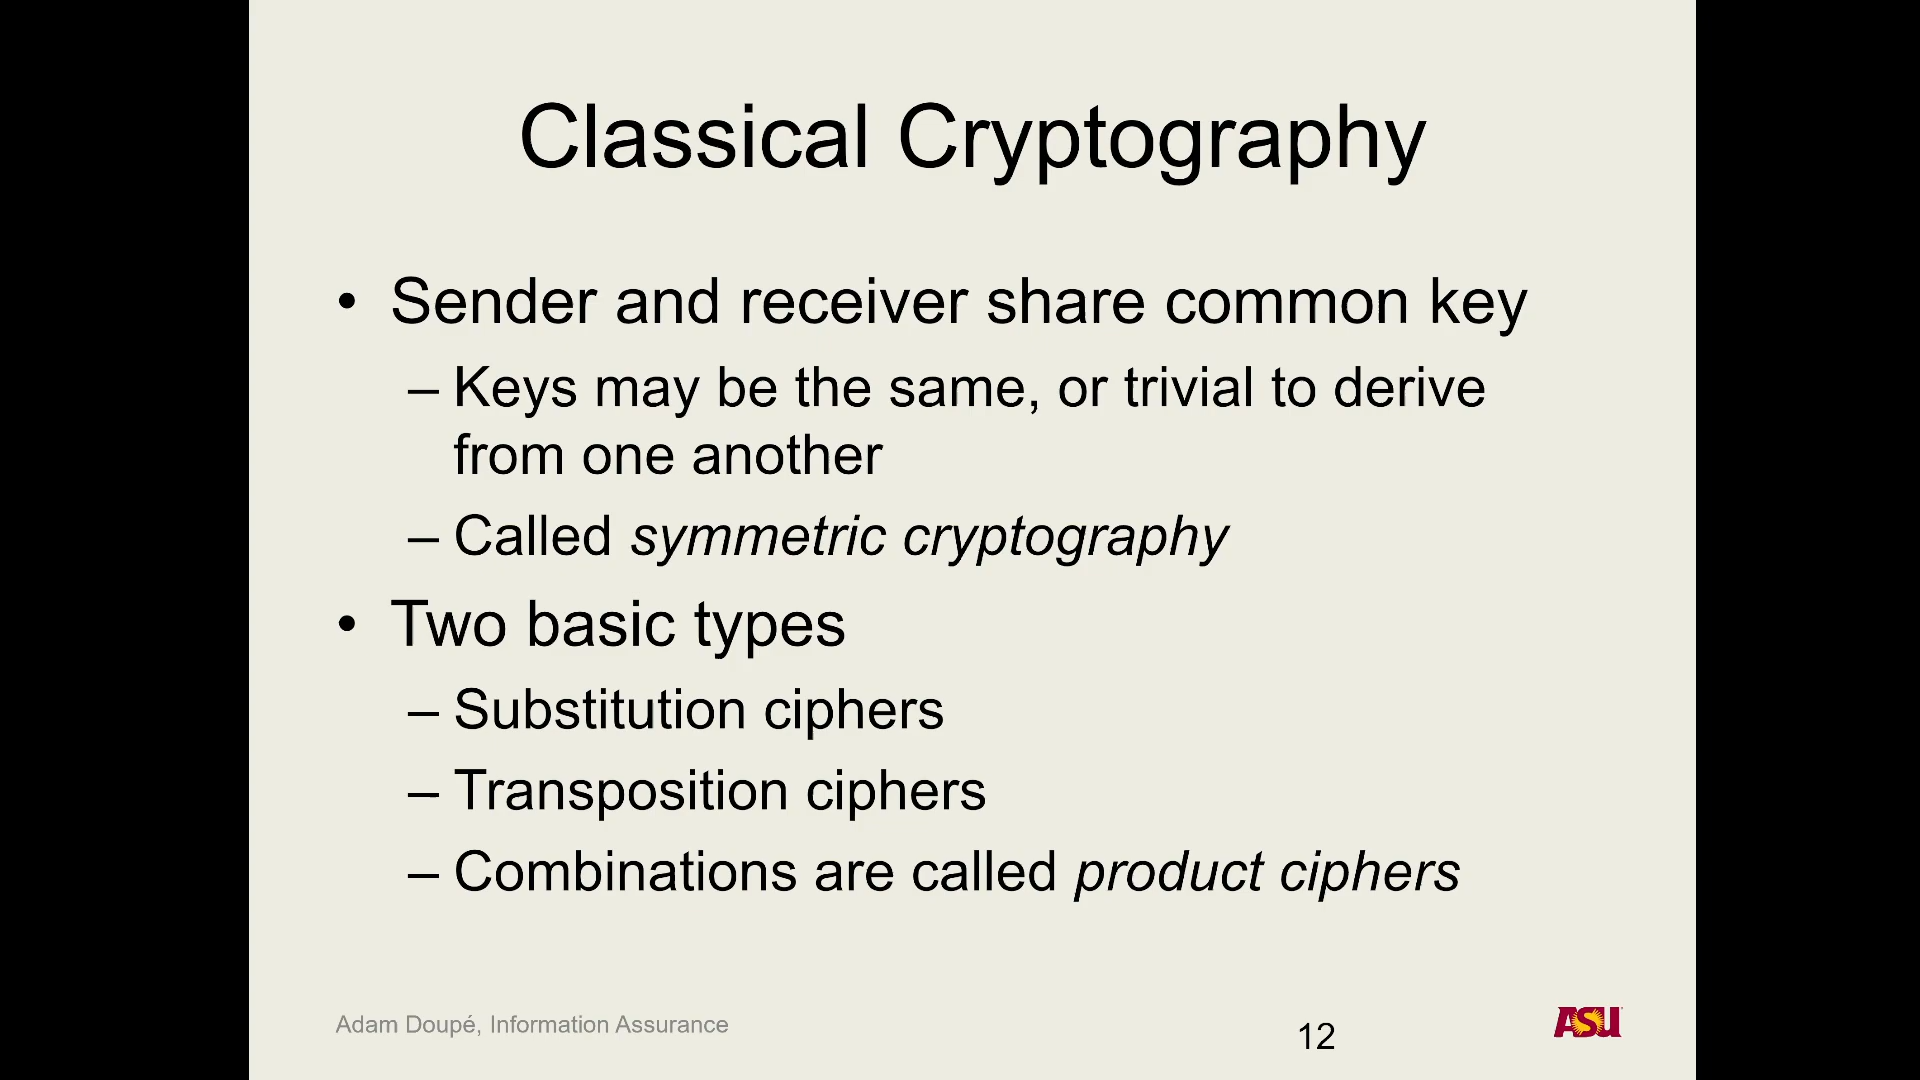 Classical Cryptography
• Sender and receiver share common key
– Keys may be the same, or trivial to derive
from one another
– Called symmetric cryptography
• Two basic types
– Substitution ciphers
– Transposition ciphers
– Combinations are called product ciphers
Adam Doupé, Information Assurance
12
ASU